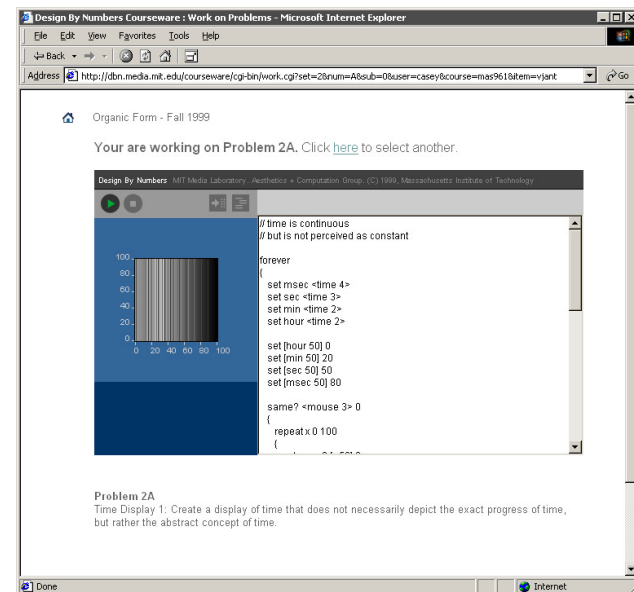 Design By Numbers Courseware : Work on Problems - Microsoft Internet Explorer
File Edit View Favorites Tools Help
Back
Address http://dbn.media.mit.edu/courseware/cgi-bin/work.cgi?set=2&num=A&sub=0&user=casey&course=mas961&item=vjant Go
Organic Form - Fall 1999
Your are working on Problem 2A. Click here to select another.
Design By Numbers MIT Media Laboratory. Aesthetics + Computation Group. (C) 1999, Massachusetts Institute of Technology
// time is continuous
// but is not perceived as constant
forever
{
set msec <time 4>
set sec <time 3>
set min <time 2>
set hour <time 2>
set [hour 50] 0
set [min 50] 20
set [sec 50] 50
set [msec 50] 80
same? <mouse 3> 0
{
repeat x 0 100
{
100
80
60
40
20
0
0 20 40 60 80 100
Problem 2A
Time Display 1: Create a display of time that does not necessarily depict the exact progress of time,
but rather the abstract concept of time.
Done Internet